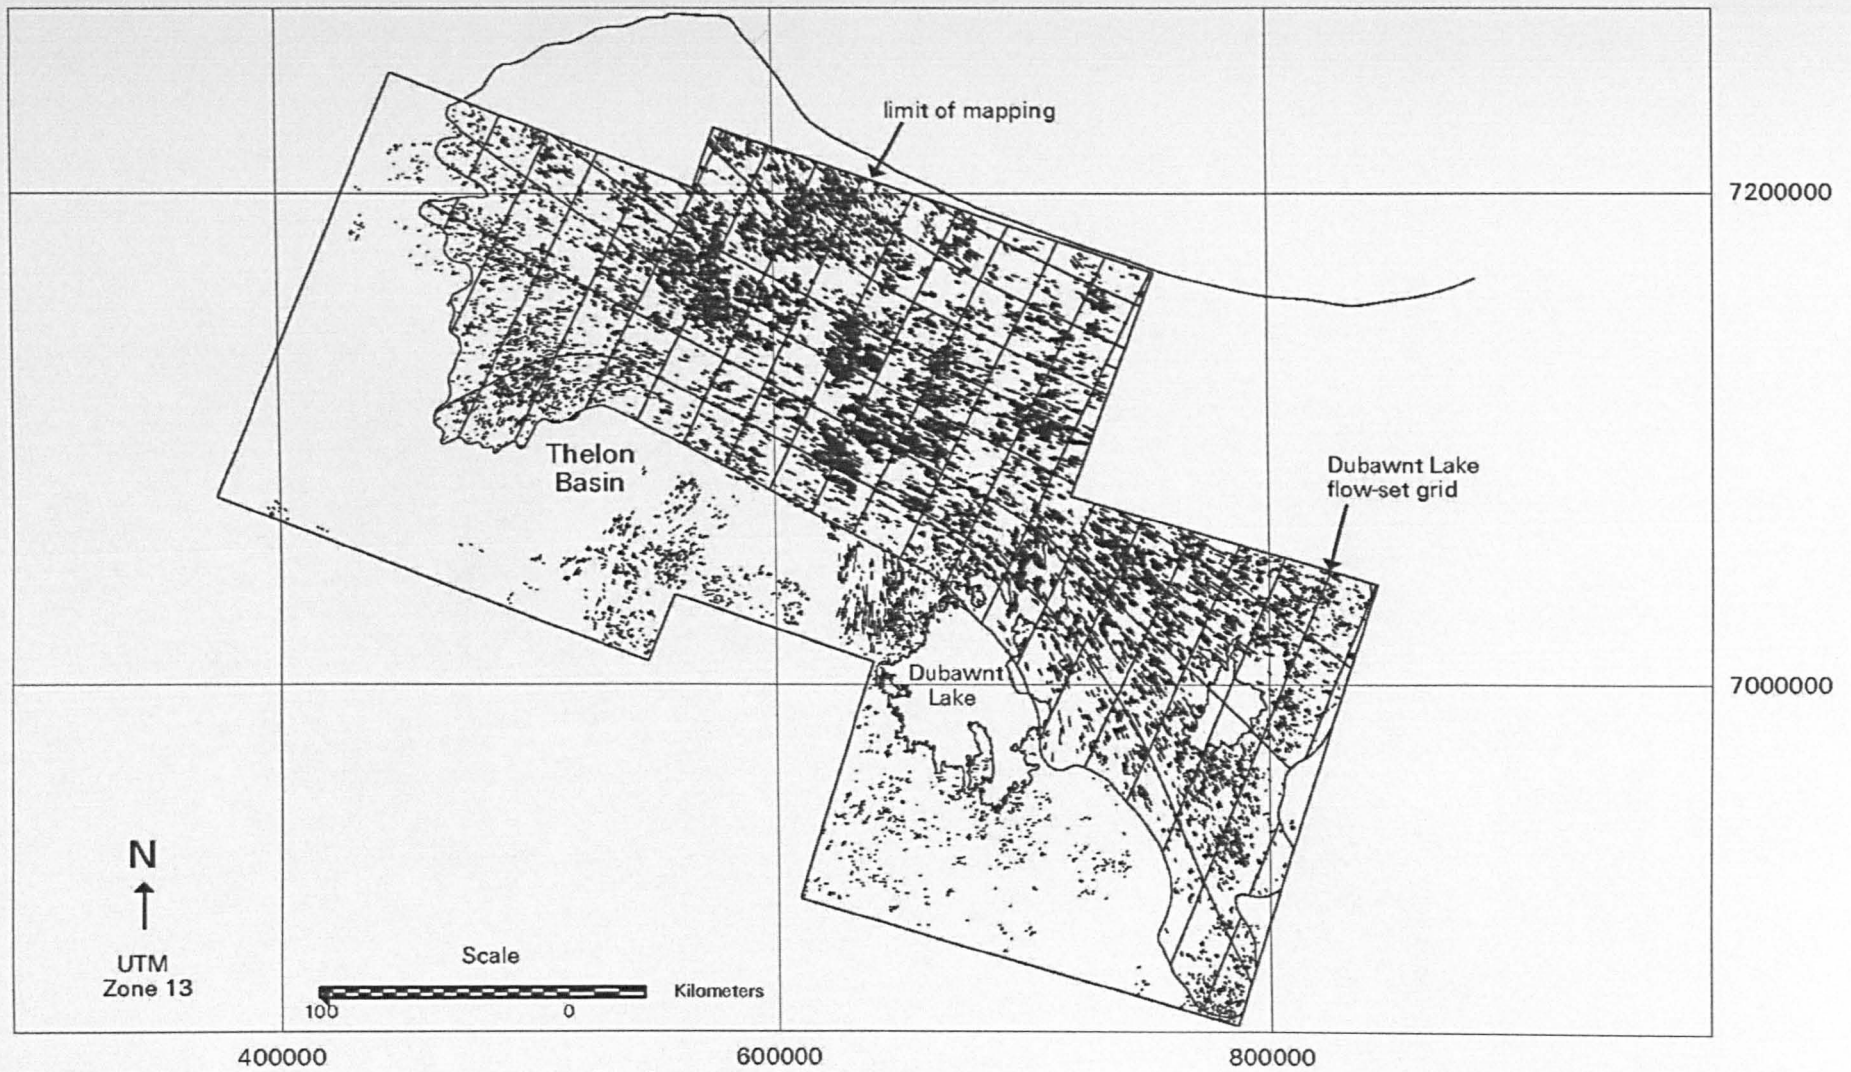 limit of mapping
7200000
Thelon
Basin
Dubawnt Lake
flow-set grid
Dubawnt
Lake
7000000
N
UTM
Zone 13
Scale
Kilometers
100
0
400000
600000
800000